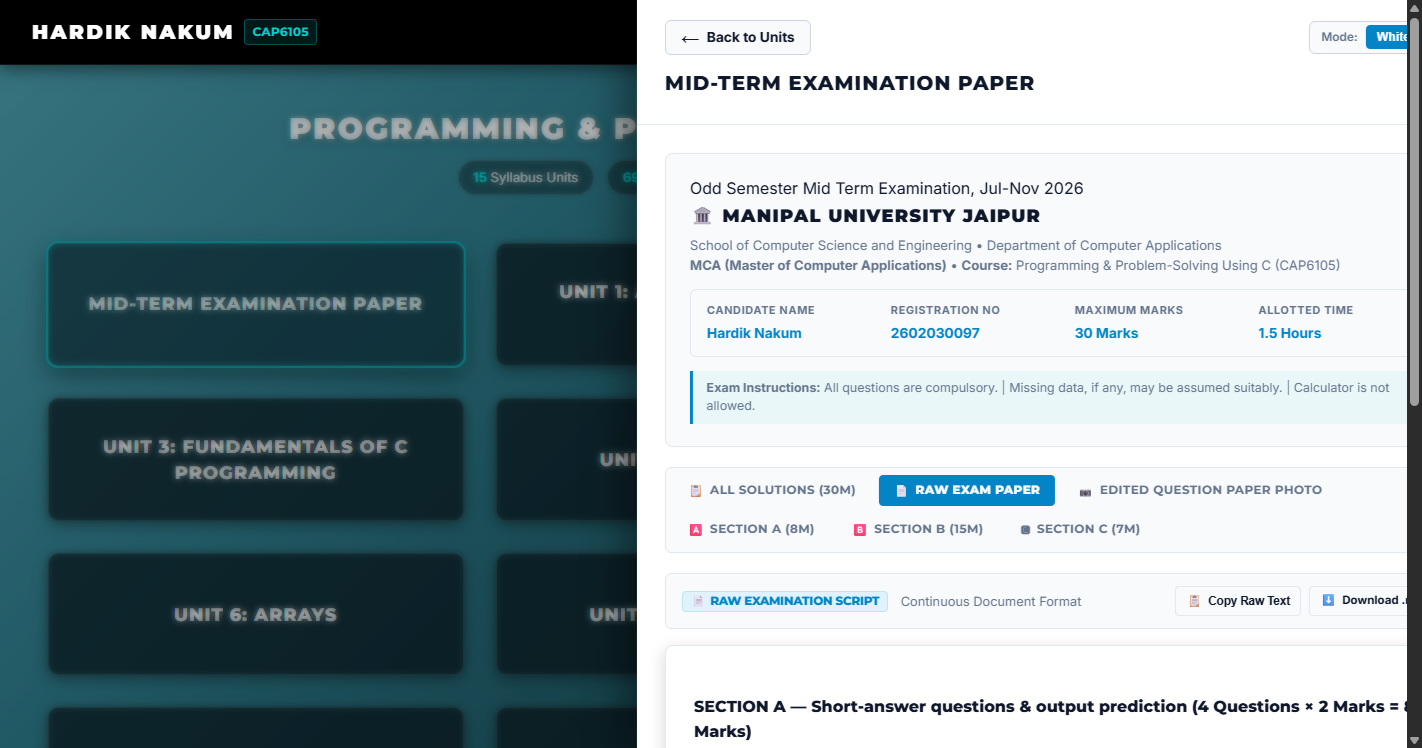 HARDIK NAKUM CAP6105
PROGRAMMING & P
15 Syllabus Units
69
MID-TERM EXAMINATION PAPER
UNIT 1:
UNIT 3: FUNDAMENTALS OF C
PROGRAMMING
UNI
UNIT 6: ARRAYS
UNIT
← Back to Units
Mode: White
MID-TERM EXAMINATION PAPER
Odd Semester Mid Term Examination, Jul-Nov 2026
🏛️ MANIPAL UNIVERSITY JAIPUR
School of Computer Science and Engineering • Department of Computer Applications
MCA (Master of Computer Applications) • Course: Programming & Problem-Solving Using C (CAP6105)
CANDIDATE NAME REGISTRATION NO MAXIMUM MARKS ALLOTTED TIME
Hardik Nakum 2602030097 30 Marks 1.5 Hours
Exam Instructions: All questions are compulsory. | Missing data, if any, may be assumed suitably. | Calculator is not
allowed.
ALL SOLUTIONS (30M) RAW EXAM PAPER EDITED QUESTION PAPER PHOTO
A SECTION A (8M) B SECTION B (15M) SECTION C (7M)
RAW EXAMINATION SCRIPT Continuous Document Format Copy Raw Text Download
SECTION A — Short-answer questions & output prediction (4 Questions × 2 Marks =
Marks)